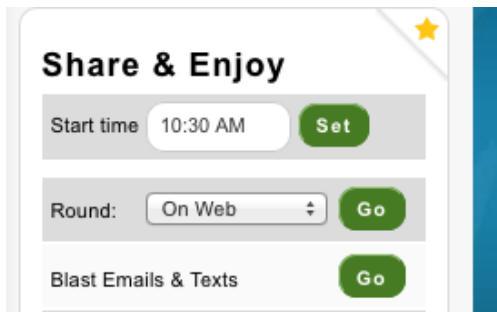 Share & Enjoy
Start time 10:30 AM Set
Round: On Web Go
Blast Emails & Texts Go